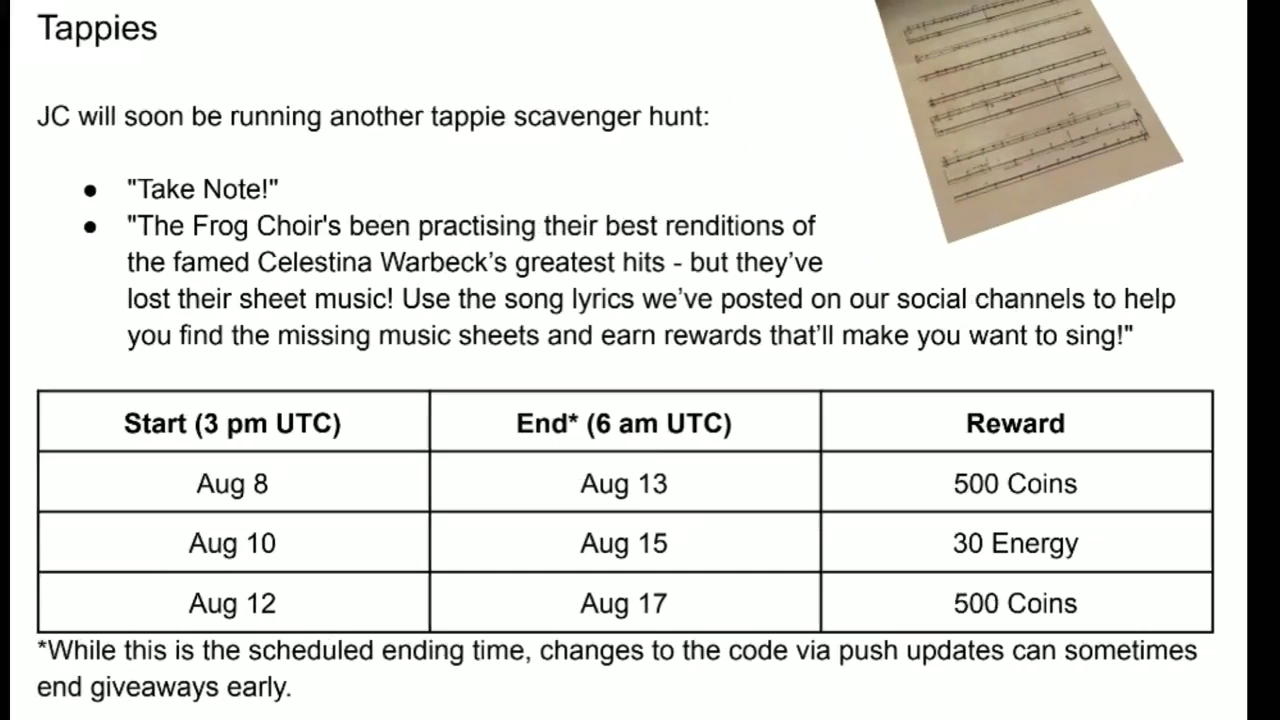 Tappies
JC will soon be running another tappie scavenger hunt:
● "Take Note!"
● "The Frog Choir's been practising their best renditions of
the famed Celestina Warbeck’s greatest hits - but they’ve
lost their sheet music! Use the song lyrics we’ve posted on our social channels to help
you find the missing music sheets and earn rewards that’ll make you want to sing!"
Start (3 pm UTC) End* (6 am UTC) Reward
Aug 8 Aug 13 500 Coins
Aug 10 Aug 15 30 Energy
Aug 12 Aug 17 500 Coins
*While this is the scheduled ending time, changes to the code via push updates can sometimes
end giveaways early.